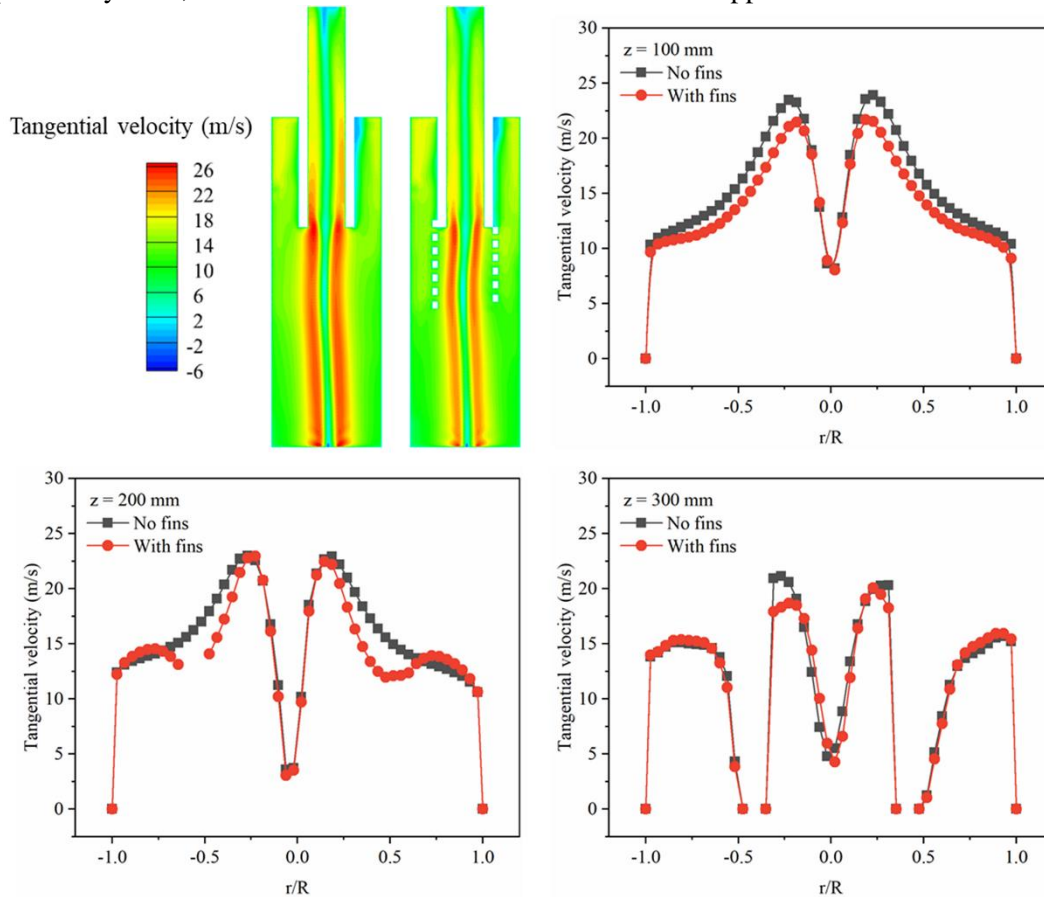 Tangential velocity (m/s)
26
22
18
14
10
6
2
-2
-6
z = 100 mm
No fins
With fins
Tangential velocity (m/s)
30
25
20
15
10
5
0
-1.0 -0.5 0.0 0.5 1.0
r/R
z = 200 mm
No fins
With fins
Tangential velocity (m/s)
30
25
20
15
10
5
0
-1.0 -0.5 0.0 0.5 1.0
r/R
z = 300 mm
No fins
With fins
Tangential velocity (m/s)
30
25
20
15
10
5
0
-1.0 -0.5 0.0 0.5 1.0
r/R